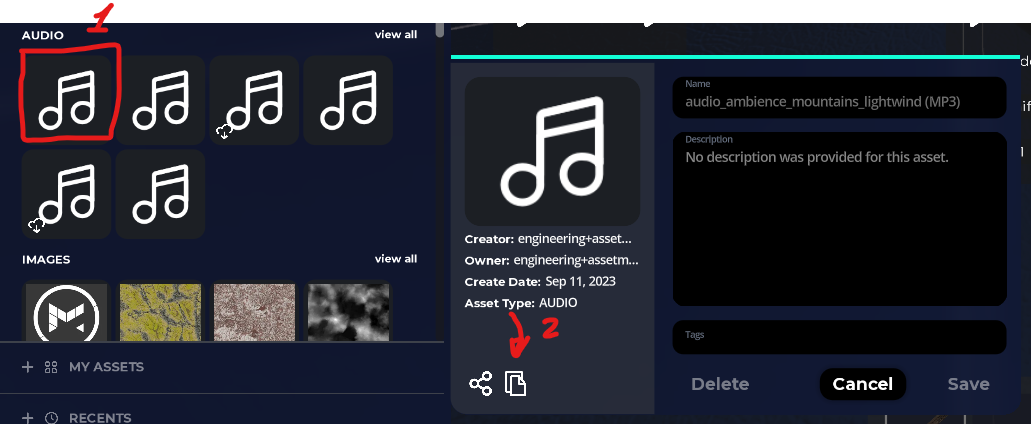 1
AUDIO
view all
IMAGES
view all
MY ASSETS
RECENTS
Name
audio_ambience_mountains_lightwind (MP3)
Description
No description was provided for this asset.
Creator: engineering+asset...
Owner: engineering+assetm...
Create Date: Sep 11, 2023
Asset Type: AUDIO
2
Tags
Delete
Cancel
Save